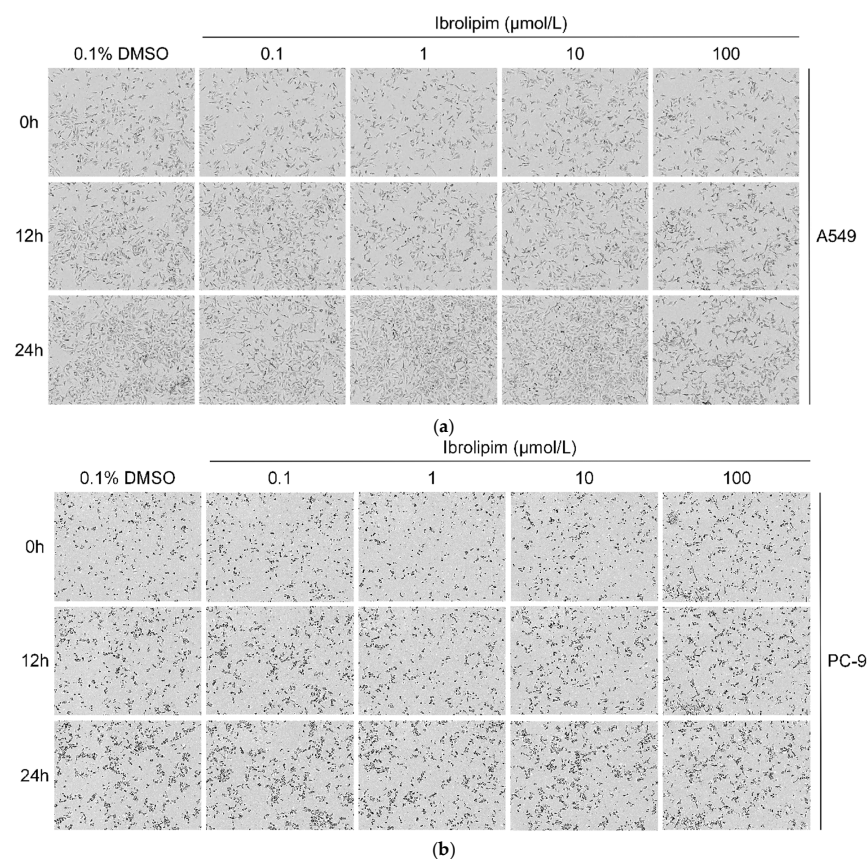 Ibrolipim (μmol/L)
0.1% DMSO 0.1 1 10 100
0h
12h
A549
24h
(a)
Ibrolipim (μmol/L)
0.1% DMSO 0.1 1 10 100
0h
12h
PC-9
24h
(b)